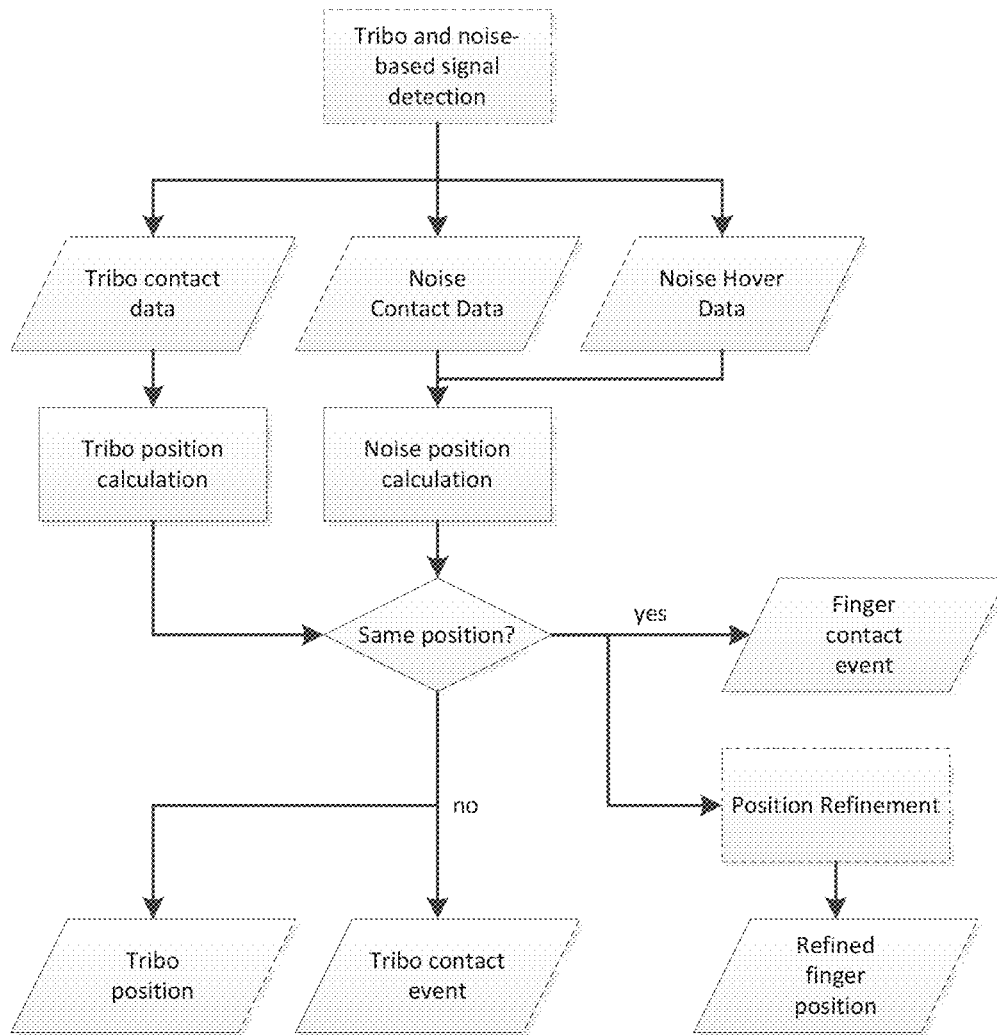 Tribo and noise-
based signal
detection
Tribo contact
data
Noise
Contact Data
Noise Hover
Data
Tribo position
calculation
Noise position
calculation
Same position?
yes
Finger
contact
event
no
Position Refinement
Tribo
position
Tribo contact
event
Refined
finger
position